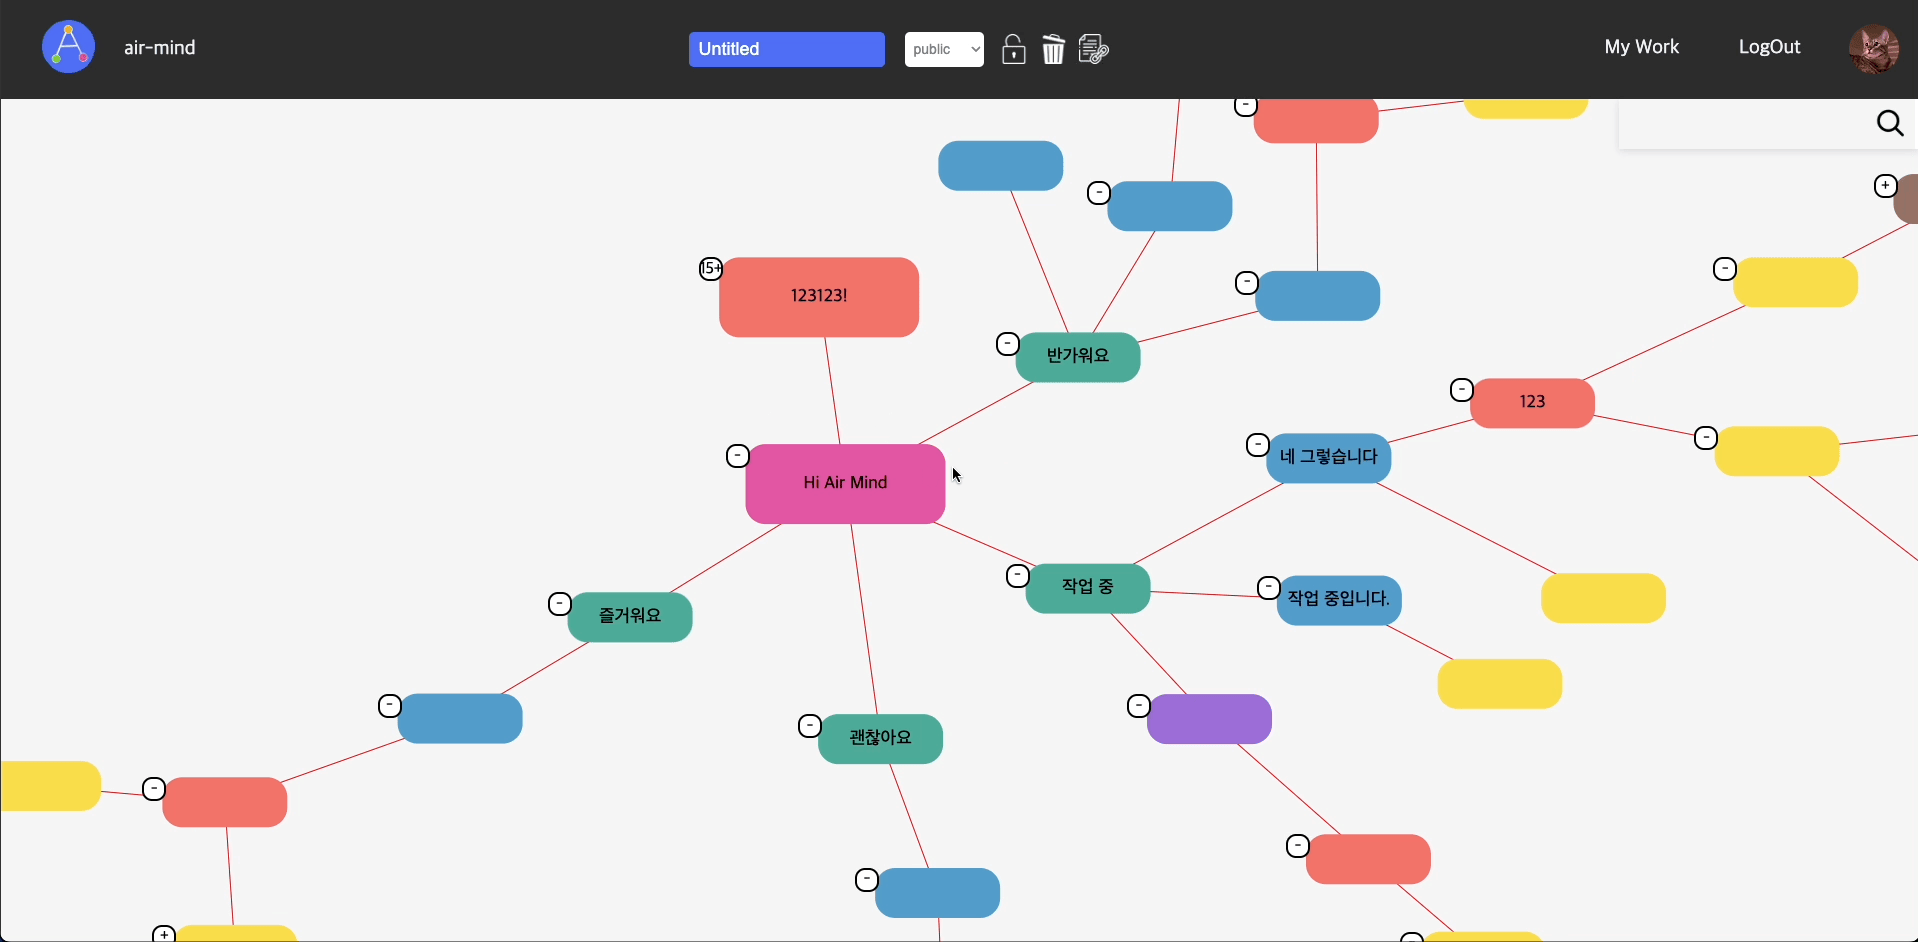 air-mind
Untitled
public
My Work
LogOut
-
-
+
-
15+
123123!
-
-
반가워요
-
123
-
네 그렇습니다
-
-
Hi Air Mind
-
작업 중
-
작업 중입니다.
-
즐거워요
-
-
-
괜찮아요
-
-
-
+
-